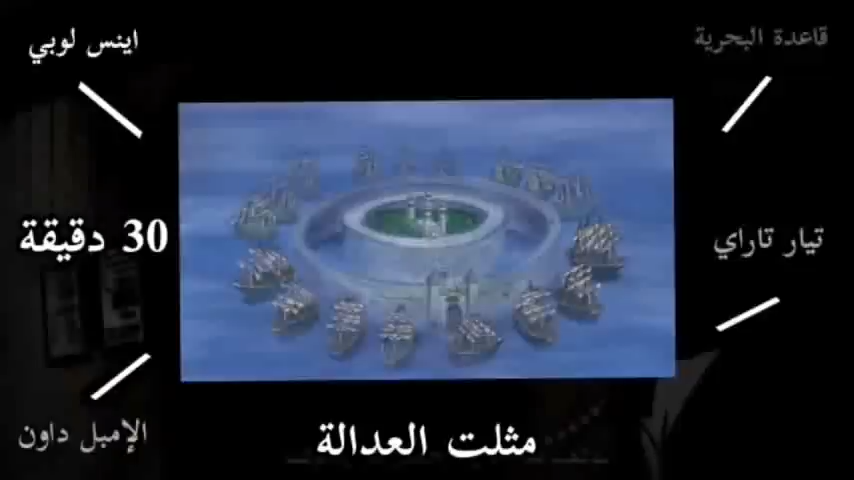 قاعدة البحرية
اينس لوبي
30 دقيقة
تيار تاراي
الإمبل داون
مثلت العدالة